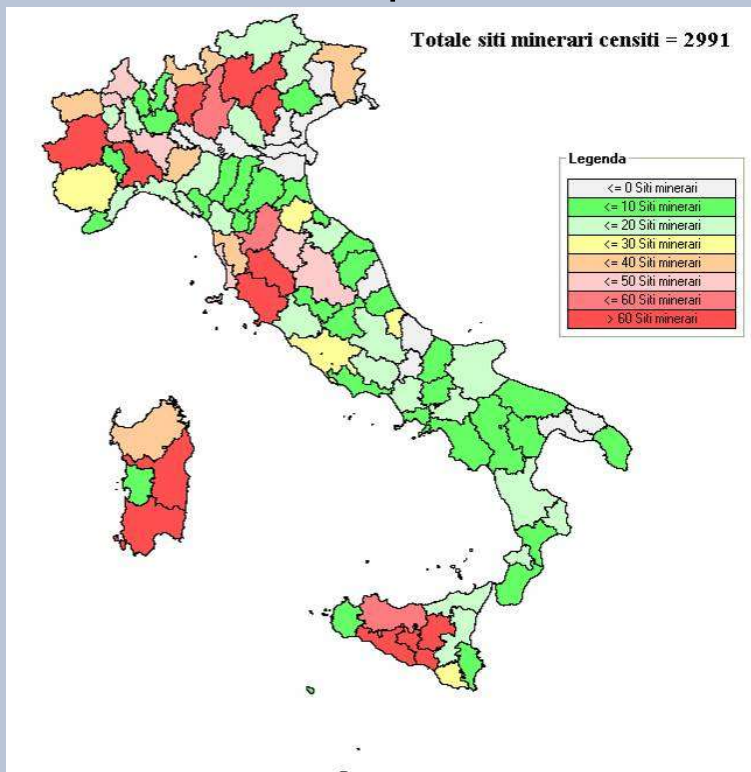 Totale siti minerari censiti = 2991
Legenda
<= 0 Siti minerari
<= 10 Siti minerari
<= 20 Siti minerari
<= 30 Siti minerari
<= 40 Siti minerari
<= 50 Siti minerari
<= 60 Siti minerari
> 60 Siti minerari